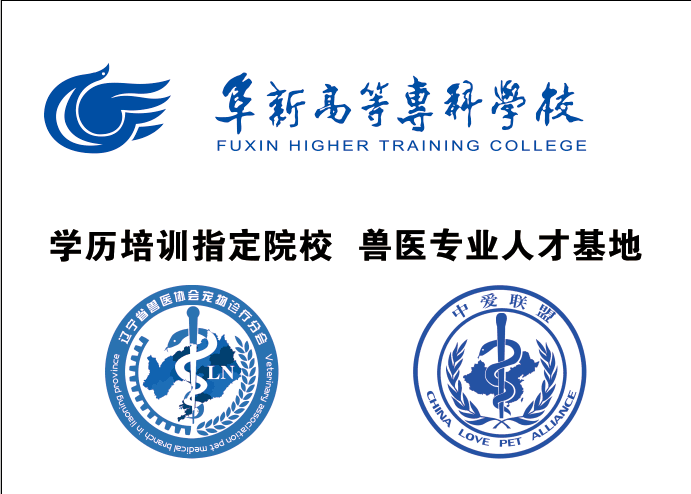 阜新高等專科學校
FUXIN HIGHER TRAINING COLLEGE
学历培训指定院校 兽医专业人才基地
辽宁省兽医协会宠物诊疗分会
LN
Veterinary association pet medical branch in liaoning province
中爱联盟
CHINA LOVE PET ALLIANCE